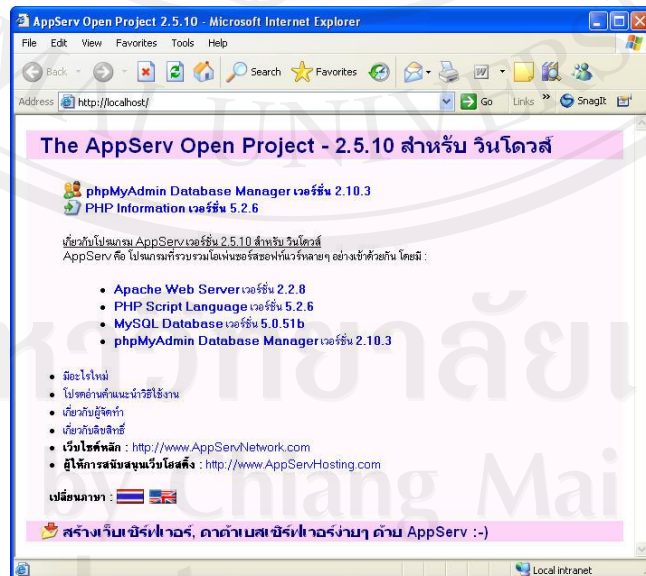 AppServ Open Project 2.5.10 - Microsoft Internet Explorer
File Edit View Favorites Tools Help
Back Search Favorites
Address http://localhost/ Go Links » SnagIt
The AppServ Open Project - 2.5.10 สำหรับ วินโดวส์
phpMyAdmin Database Manager เวอร์ชั่น 2.10.3
PHP Information เวอร์ชั่น 5.2.6
เกี่ยวกับโปรแกรม AppServ เวอร์ชั่น 2.5.10 สำหรับ วินโดวส์
AppServ คือ โปรแกรมที่รวบรวมโอเพ่นซอร์สซอฟท์แวร์หลายๆ อย่างเข้าด้วยกัน โดยมี :
• Apache Web Server เวอร์ชั่น 2.2.8
• PHP Script Language เวอร์ชั่น 5.2.6
• MySQL Database เวอร์ชั่น 5.0.51b
• phpMyAdmin Database Manager เวอร์ชั่น 2.10.3
• มีอะไรใหม่
• โปรดอ่านคำแนะนำวิธีใช้งาน
• เกี่ยวกับผู้จัดทำ
• เกี่ยวกับลิขสิทธิ์
• เว็บไซต์หลัก : http://www.AppServNetwork.com
• ผู้ให้การสนับสนุนเว็บโฮสติ้ง : http://www.AppServHosting.com
เปลี่ยนภาษา :
สร้างเว็บเซิร์ฟเวอร์, ดาต้าเบสเซิร์ฟเวอร์ง่ายๆ ด้วย AppServ :-)
Local intranet